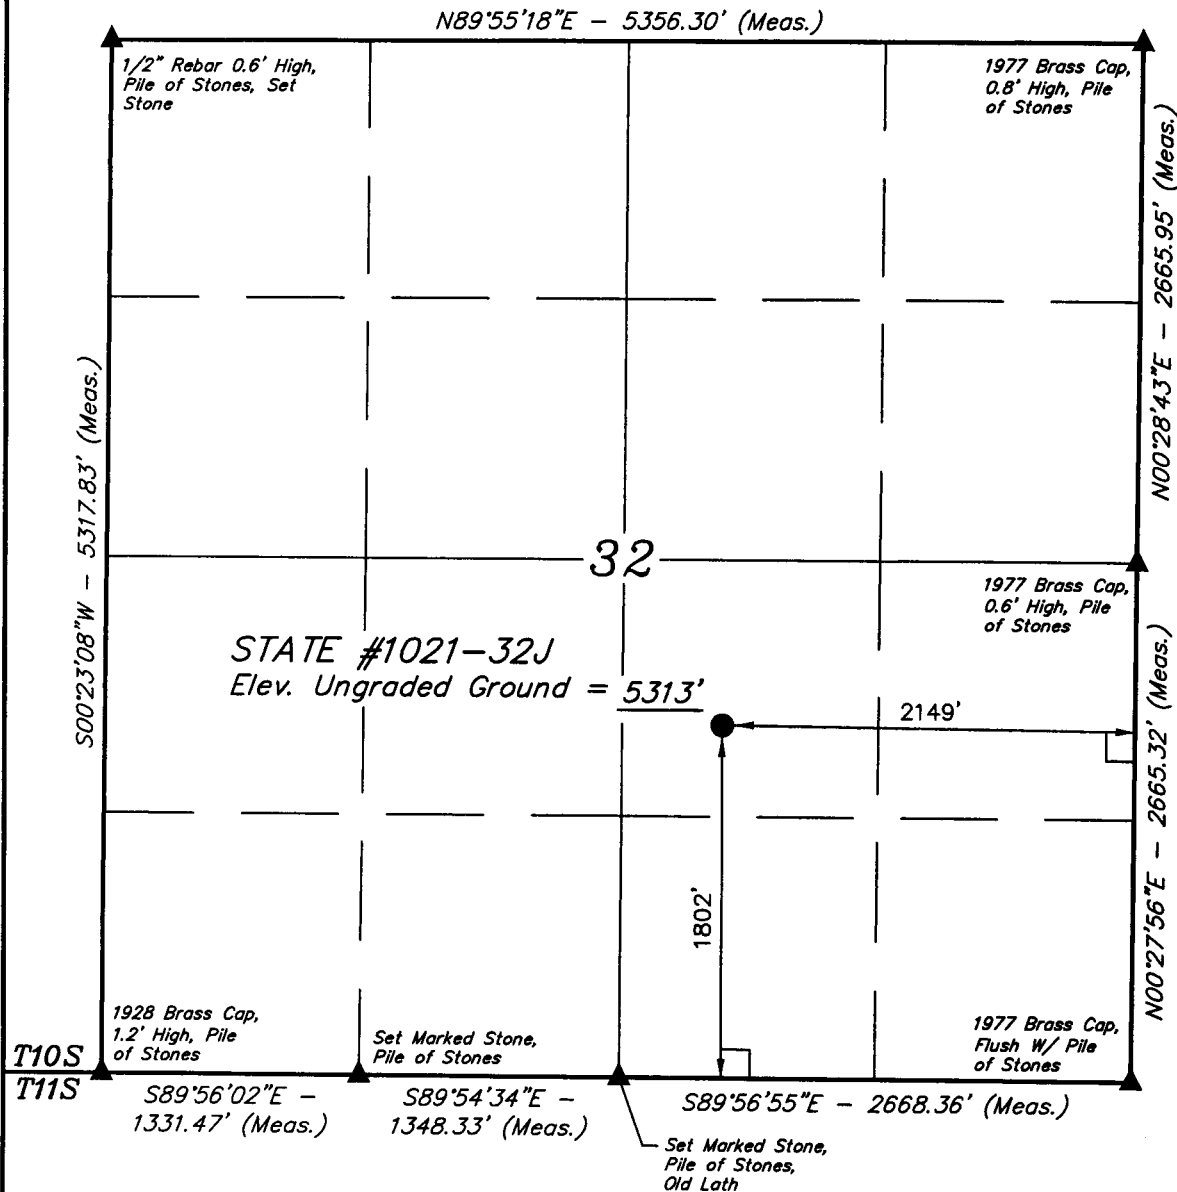 N89°55'18"E - 5356.30' (Meas.)
1/2" Rebar 0.6' High,
Pile of Stones, Set
Stone
1977 Brass Cap,
0.8' High, Pile
of Stones
N00°28'43"E - 2665.95' (Meas.)
S00°23'08"W - 5317.83' (Meas.)
32
1977 Brass Cap,
0.6' High, Pile
of Stones
STATE #1021-32J
Elev. Ungraded Ground = 5313'
2149'
1802'
N00°27'56"E - 2665.32' (Meas.)
1928 Brass Cap,
1.2' High, Pile
of Stones
Set Marked Stone,
Pile of Stones
1977 Brass Cap,
Flush W/ Pile
of Stones
T10S
T11S
S89°56'02"E -
1331.47' (Meas.)
S89°54'34"E -
1348.33' (Meas.)
S89°56'55"E - 2668.36' (Meas.)
Set Marked Stone,
Pile of Stones,
Old Lath